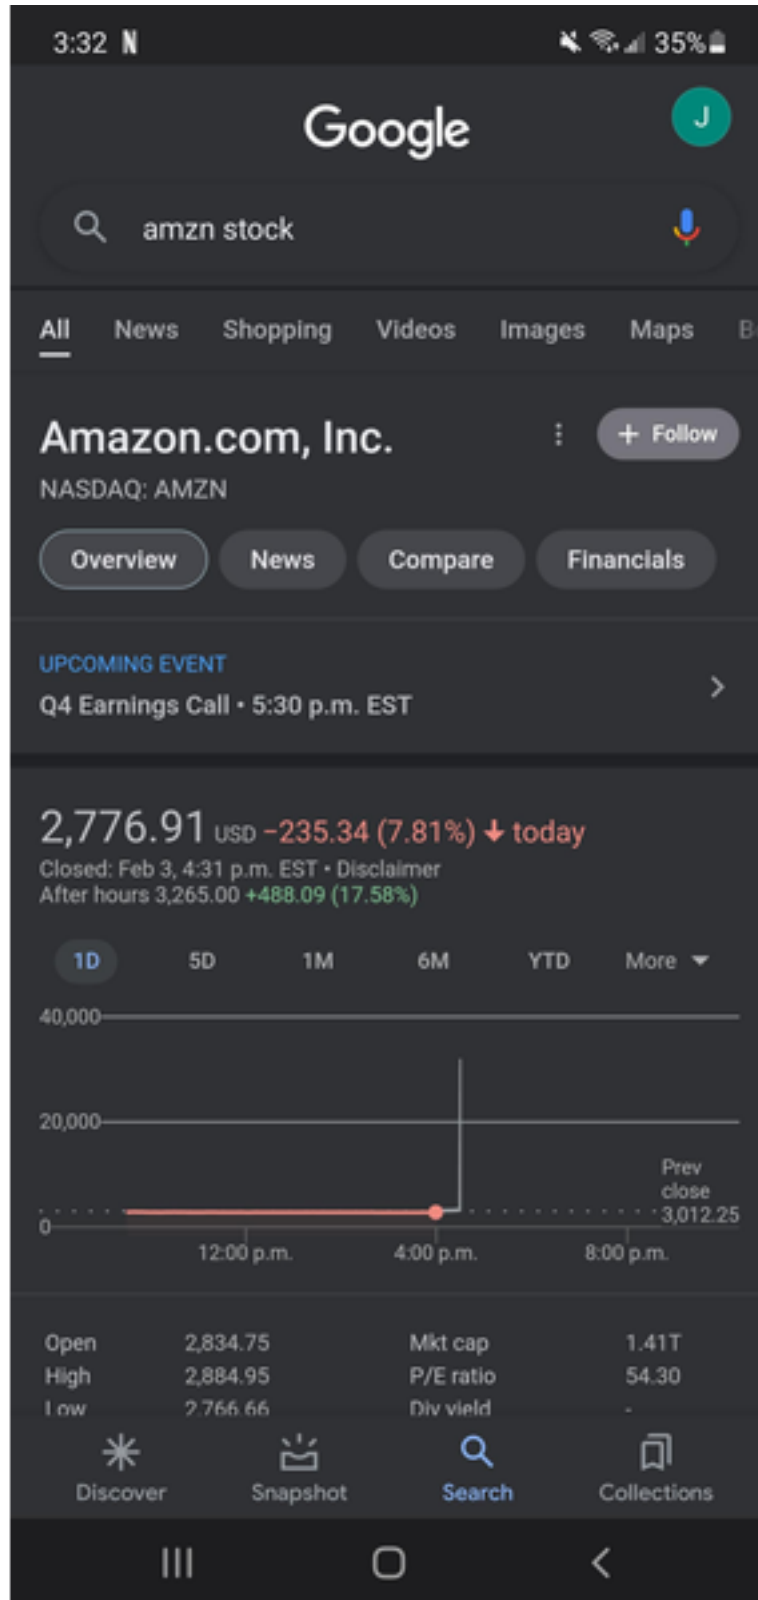 3:32 N 35%
Google
J
amzn stock
All News Shopping Videos Images Maps B
Amazon.com, Inc.
+ Follow
NASDAQ: AMZN
Overview News Compare Financials
UPCOMING EVENT
Q4 Earnings Call • 5:30 p.m. EST
2,776.91 USD −235.34 (7.81%) ↓ today
Closed: Feb 3, 4:31 p.m. EST • Disclaimer
After hours 3,265.00 +488.09 (17.58%)
1D 5D 1M 6M YTD More
40,000
20,000
Prev
close
3,012.25
0
12:00 p.m. 4:00 p.m. 8:00 p.m.
Open 2,834.75 Mkt cap 1.41T
High 2,884.95 P/E ratio 54.30
Low 2,766.66 Div yield -
Discover Snapshot Search Collections